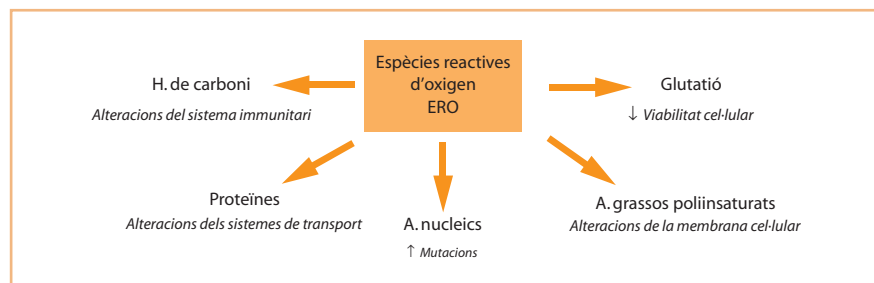 Espècies reactives
d'oxigen
ERO
H. de carboni
Alteracions del sistema immunitari
Glutatió
↓ Viabilitat cel·lular
Proteïnes
Alteracions dels sistemes de transport
A. nucleics
↑ Mutacions
A. grassos poliinsaturats
Alteracions de la membrana cel·lular